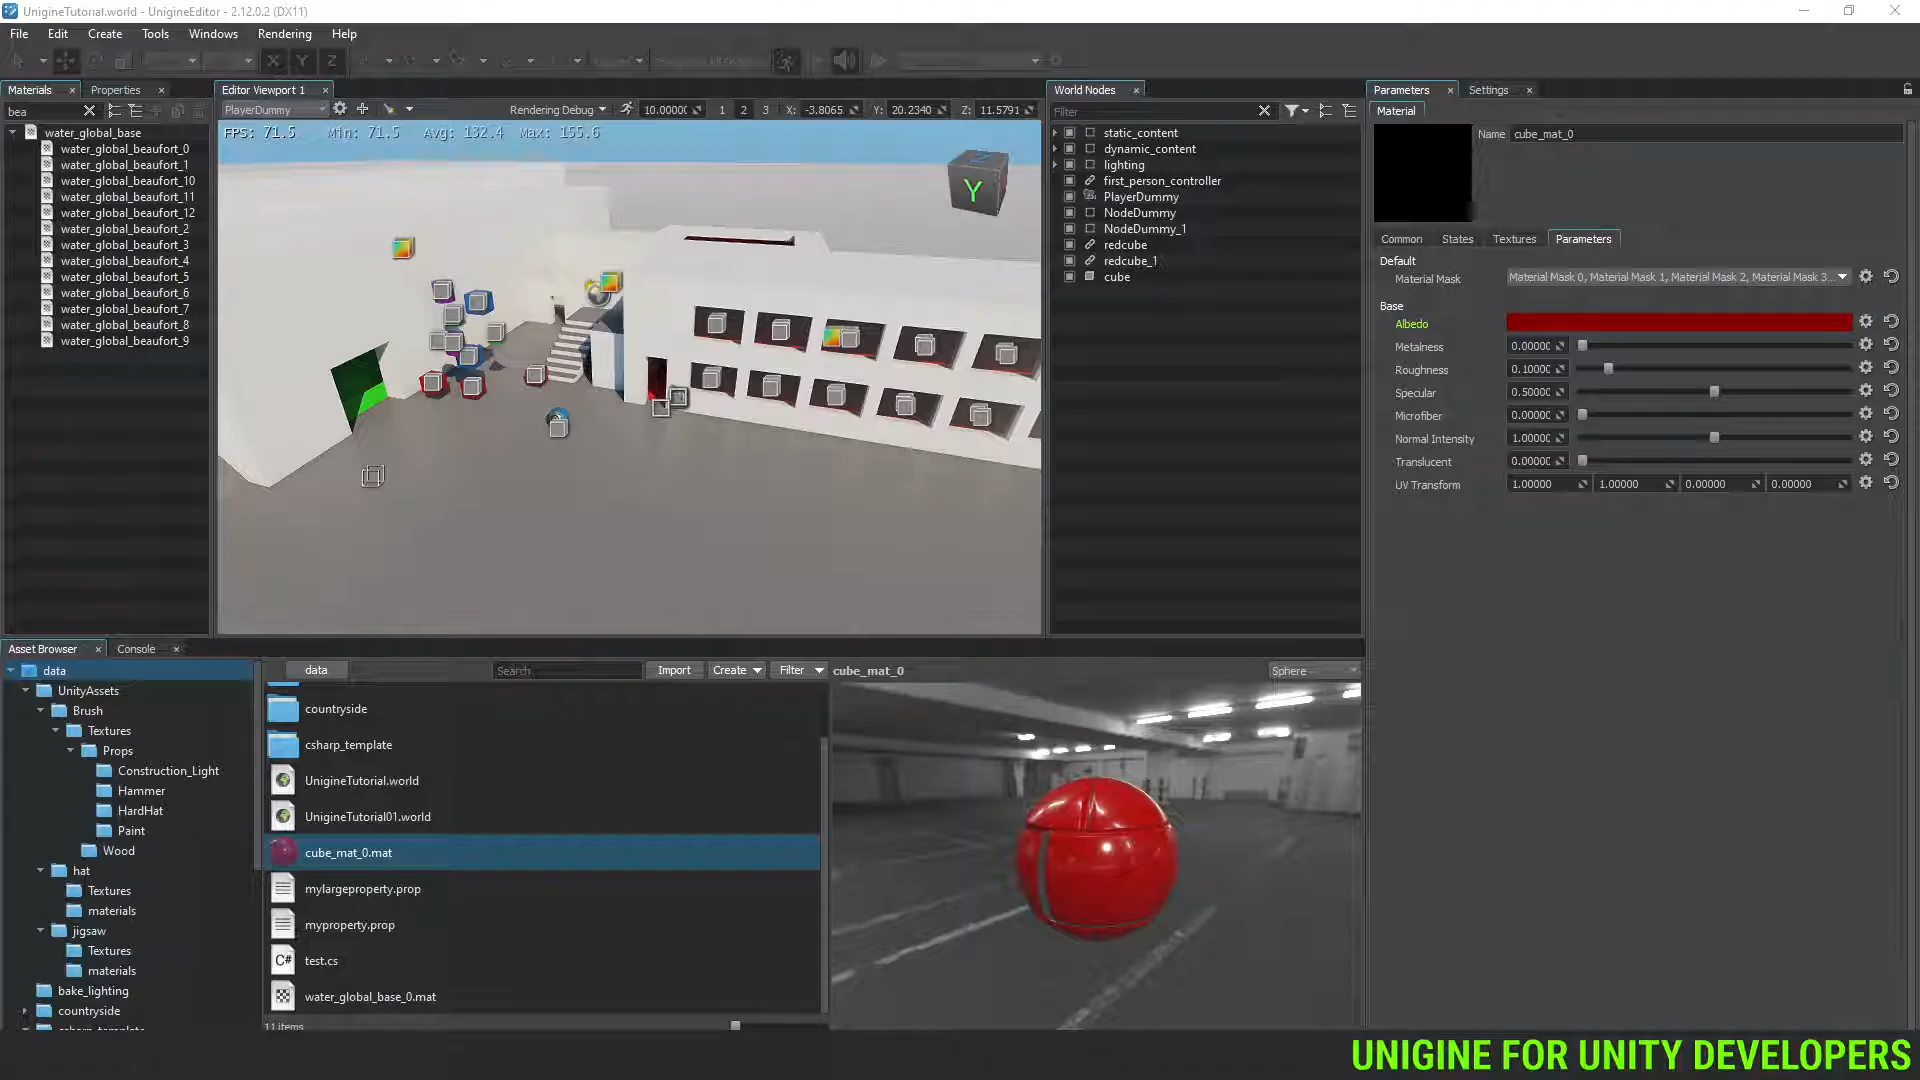 UnigineTutorial.world - UnigineEditor - 2.12.0.2 (DX11)
File Edit Create Tools Windows Rendering Help
X Y Z
Materials Properties
bea
water_global_base
water_global_beaufort_0
water_global_beaufort_1
water_global_beaufort_10
water_global_beaufort_11
water_global_beaufort_12
water_global_beaufort_2
water_global_beaufort_3
water_global_beaufort_4
water_global_beaufort_5
water_global_beaufort_6
water_global_beaufort_7
water_global_beaufort_8
water_global_beaufort_9
Editor Viewport 1
PlayerDummy Rendering Debug 10.0000 1 2 3 X: -3.8065 Y: 20.2340 Z: 11.5791
FPS: 71.5 Min: 71.5 Avg: 132.4 Max: 155.6
Z
Y
World Nodes
Filter
static_content
dynamic_content
lighting
first_person_controller
PlayerDummy
NodeDummy
NodeDummy_1
redcube
redcube_1
cube
Parameters Settings
Material
Name cube_mat_0
Common States Textures Parameters
Default
Material Mask Material Mask 0, Material Mask 1, Material Mask 2, Material Mask 3...
Base
Albedo
Metalness 0.0000
Roughness 0.1000
Specular 0.5000
Microfiber 0.0000
Normal Intensity 1.0000
Translucent 0.0000
UV Transform 1.00000 1.00000 0.00000 0.00000
Asset Browser Console
data
UnityAssets
Brush
Textures
Props
Construction_Light
Hammer
HardHat
Paint
Wood
hat
Textures
materials
jigsaw
Textures
materials
bake_lighting
countryside
csharp_template
data Search Import Create Filter cube_mat_0 Sphere
countryside
csharp_template
UnigineTutorial.world
UnigineTutorial01.world
cube_mat_0.mat
mylargeproperty.prop
myproperty.prop
C# test.cs
water_global_base_0.mat
11 items
UNIGINE FOR UNITY DEVELOPERS